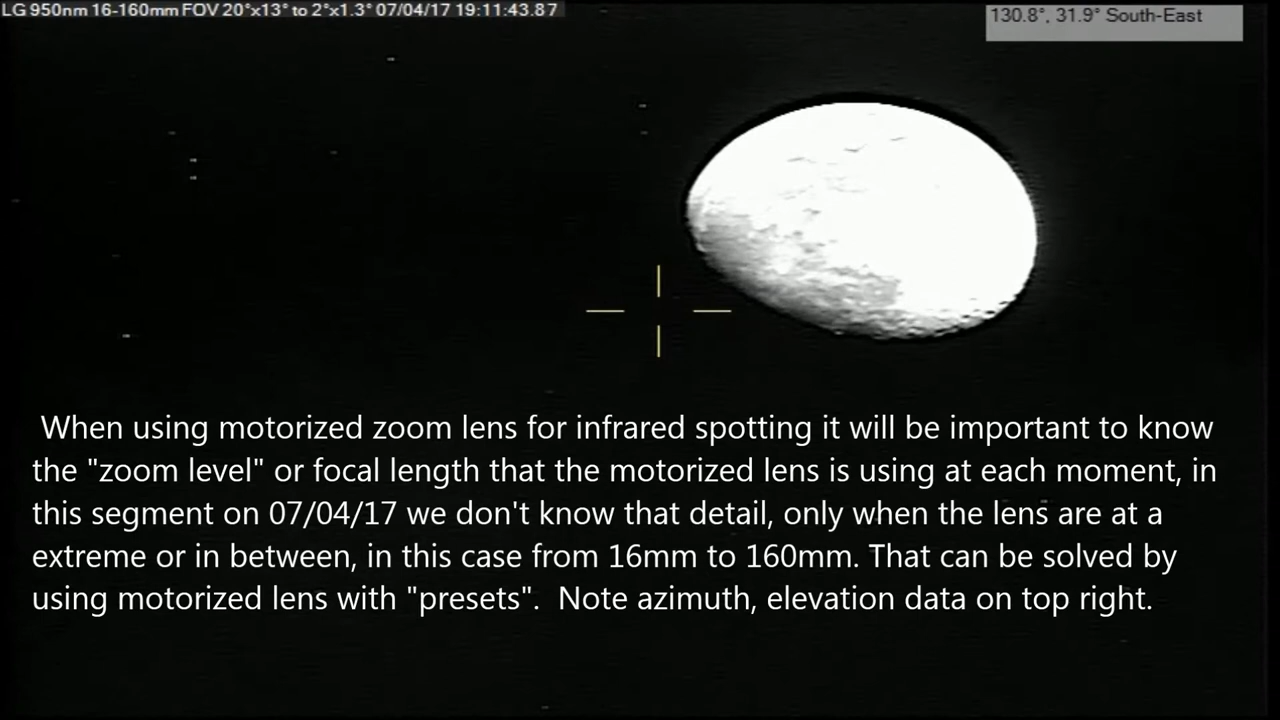 LG 950nm 16-160mm FOV 20°x13° to 2°x1.3° 07/04/17 19:11:43.87
130.8°, 31.9° South-East
When using motorized zoom lens for infrared spotting it will be important to know
the "zoom level" or focal length that the motorized lens is using at each moment, in
this segment on 07/04/17 we don't know that detail, only when the lens are at a
extreme or in between, in this case from 16mm to 160mm. That can be solved by
using motorized lens with "presets".  Note azimuth, elevation data on top right.